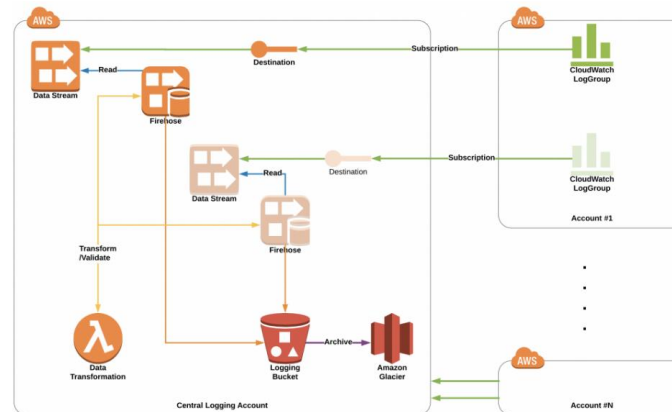 AWS
AWS
Subscription
Destination
CloudWatch
LogGroup
Read
Data Stream
Firehose
Subscription
Destination
CloudWatch
LogGroup
Read
Data Stream
Account #1
Firehose
Transform
/Validate
λ
Archive
Data
Transformation
Logging
Bucket
Amazon
Glacier
AWS
Central Logging Account
Account #N